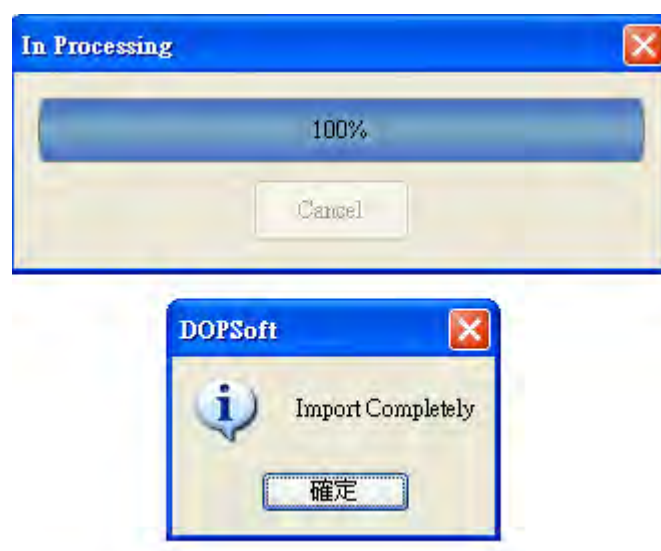 In Processing
100%
Cancel
DOPSoft
Import Completely
確定